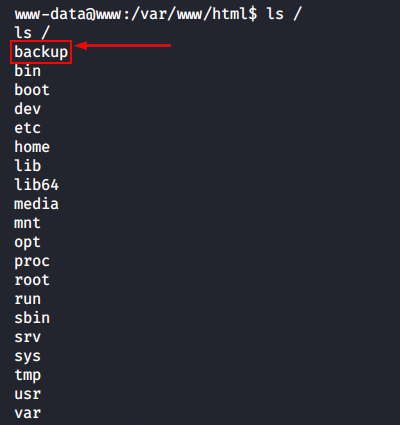 www-data@www:/var/www/html$ ls /
ls /
backup
bin
boot
dev
etc
home
lib
lib64
media
mnt
opt
proc
root
run
sbin
srv
sys
tmp
usr
var